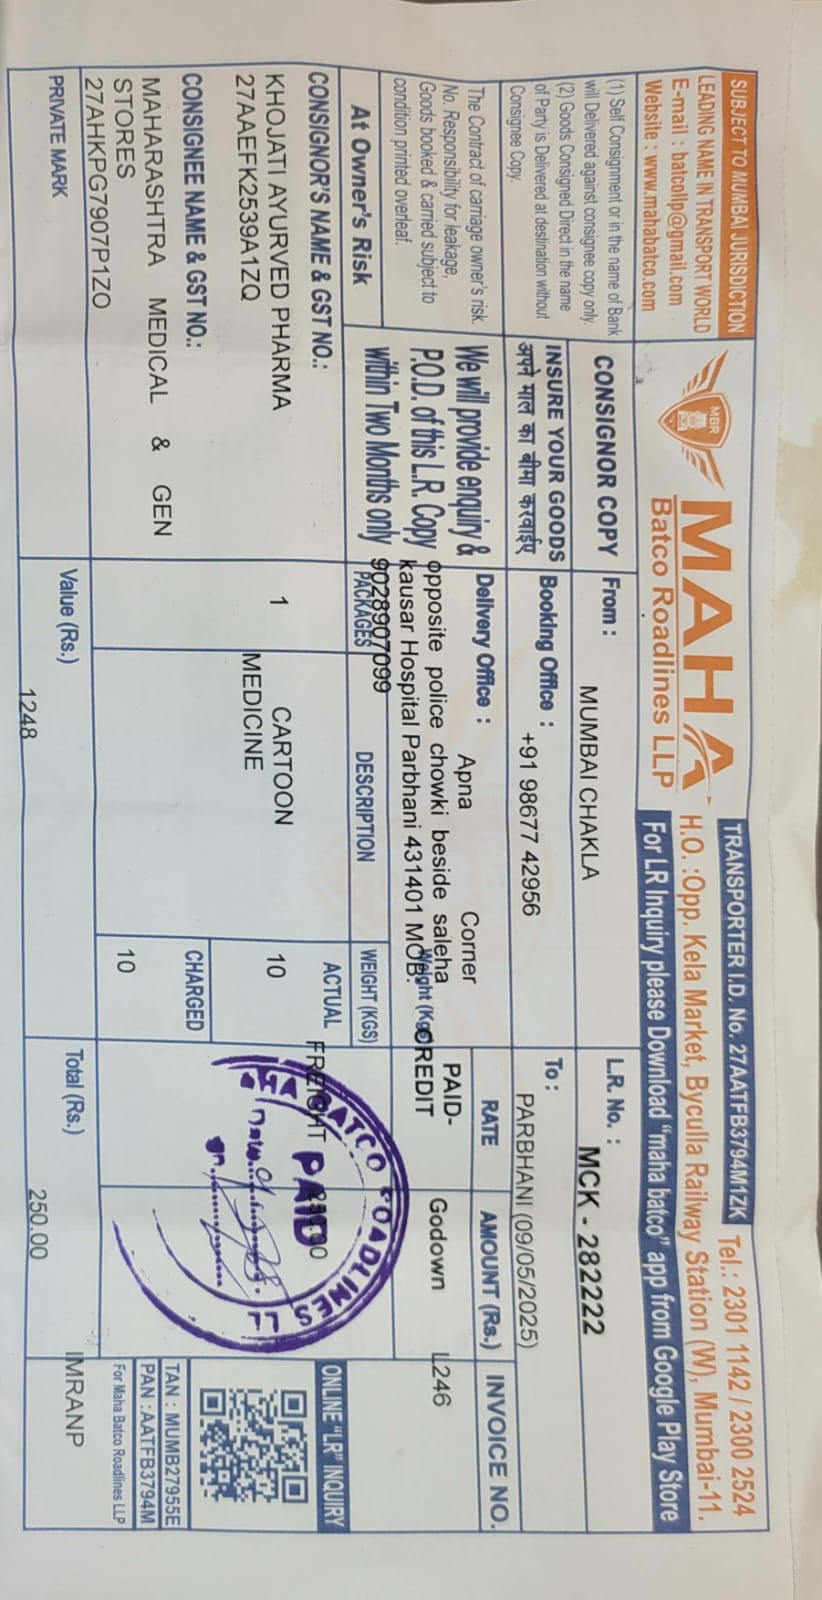 SUBJECT TO MUMBAI JURISDICTION
LEADING NAME IN TRANSPORT WORLD
E-mail : batcollp@gmail.com
Website : www.mahabatco.com
MBR
MAHA
Batco Roadlines LLP
TRANSPORTER I.D. No. 27AATFB3794M1ZK
Tel.: 2301 1142 / 2300 2524
H.O. :Opp. Kela Market, Byculla Railway Station (W), Mumbai-11.
For LR Inquiry please Download "maha batco" app from Google Play Store
(1) Self Consignment or in the name of Bank
will Delivered against consignee copy only.
(2) Goods Consigned Direct in the name
of Party is Delivered at destination without
Consignee Copy.
CONSIGNOR COPY
INSURE YOUR GOODS
अपने माल का बीमा करवाईए
From :
MUMBAI CHAKLA
Booking Office :
+91 98677 42956
L.R. No. :
MCK - 282222
To :
PARBHANI (09/05/2025)
The Contract of carriage owner's risk.
No. Responsibility for leakage,
Goods booked & carried subject to
condition printed overleaf.
At Owner's Risk
We will provide enquiry &
P.O.D. of this L.R. Copy
within Two Months only
Delivery Office :
Apna Corner
opposite police chowki beside saleha
kausar Hospital Parbhani 431401 MOB:
9028907099
RATE
AMOUNT (Rs.)
INVOICE NO.
PAID-
CREDIT
Godown
L246
CONSIGNOR'S NAME & GST NO.:
KHOJATI AYURVED PHARMA
27AAEFK2539A1ZQ
CONSIGNEE NAME & GST NO.:
MAHARASHTRA MEDICAL & GEN
STORES
27AHKPG7907P1ZO
PRIVATE MARK
PACKAGES
DESCRIPTION
WEIGHT (KGS)
1
CARTOON
MEDICINE
ACTUAL
10
CHARGED
10
FREIGHT
PAID
BATCO ROADLINES LL
Date of
ONLINE "LR" INQUIRY
TAN : MUMB27955E
PAN : AATFB3794M
For Maha Batco Roadlines LLP
Value (Rs.)
1248
Total (Rs.)
250.00
IMRANP